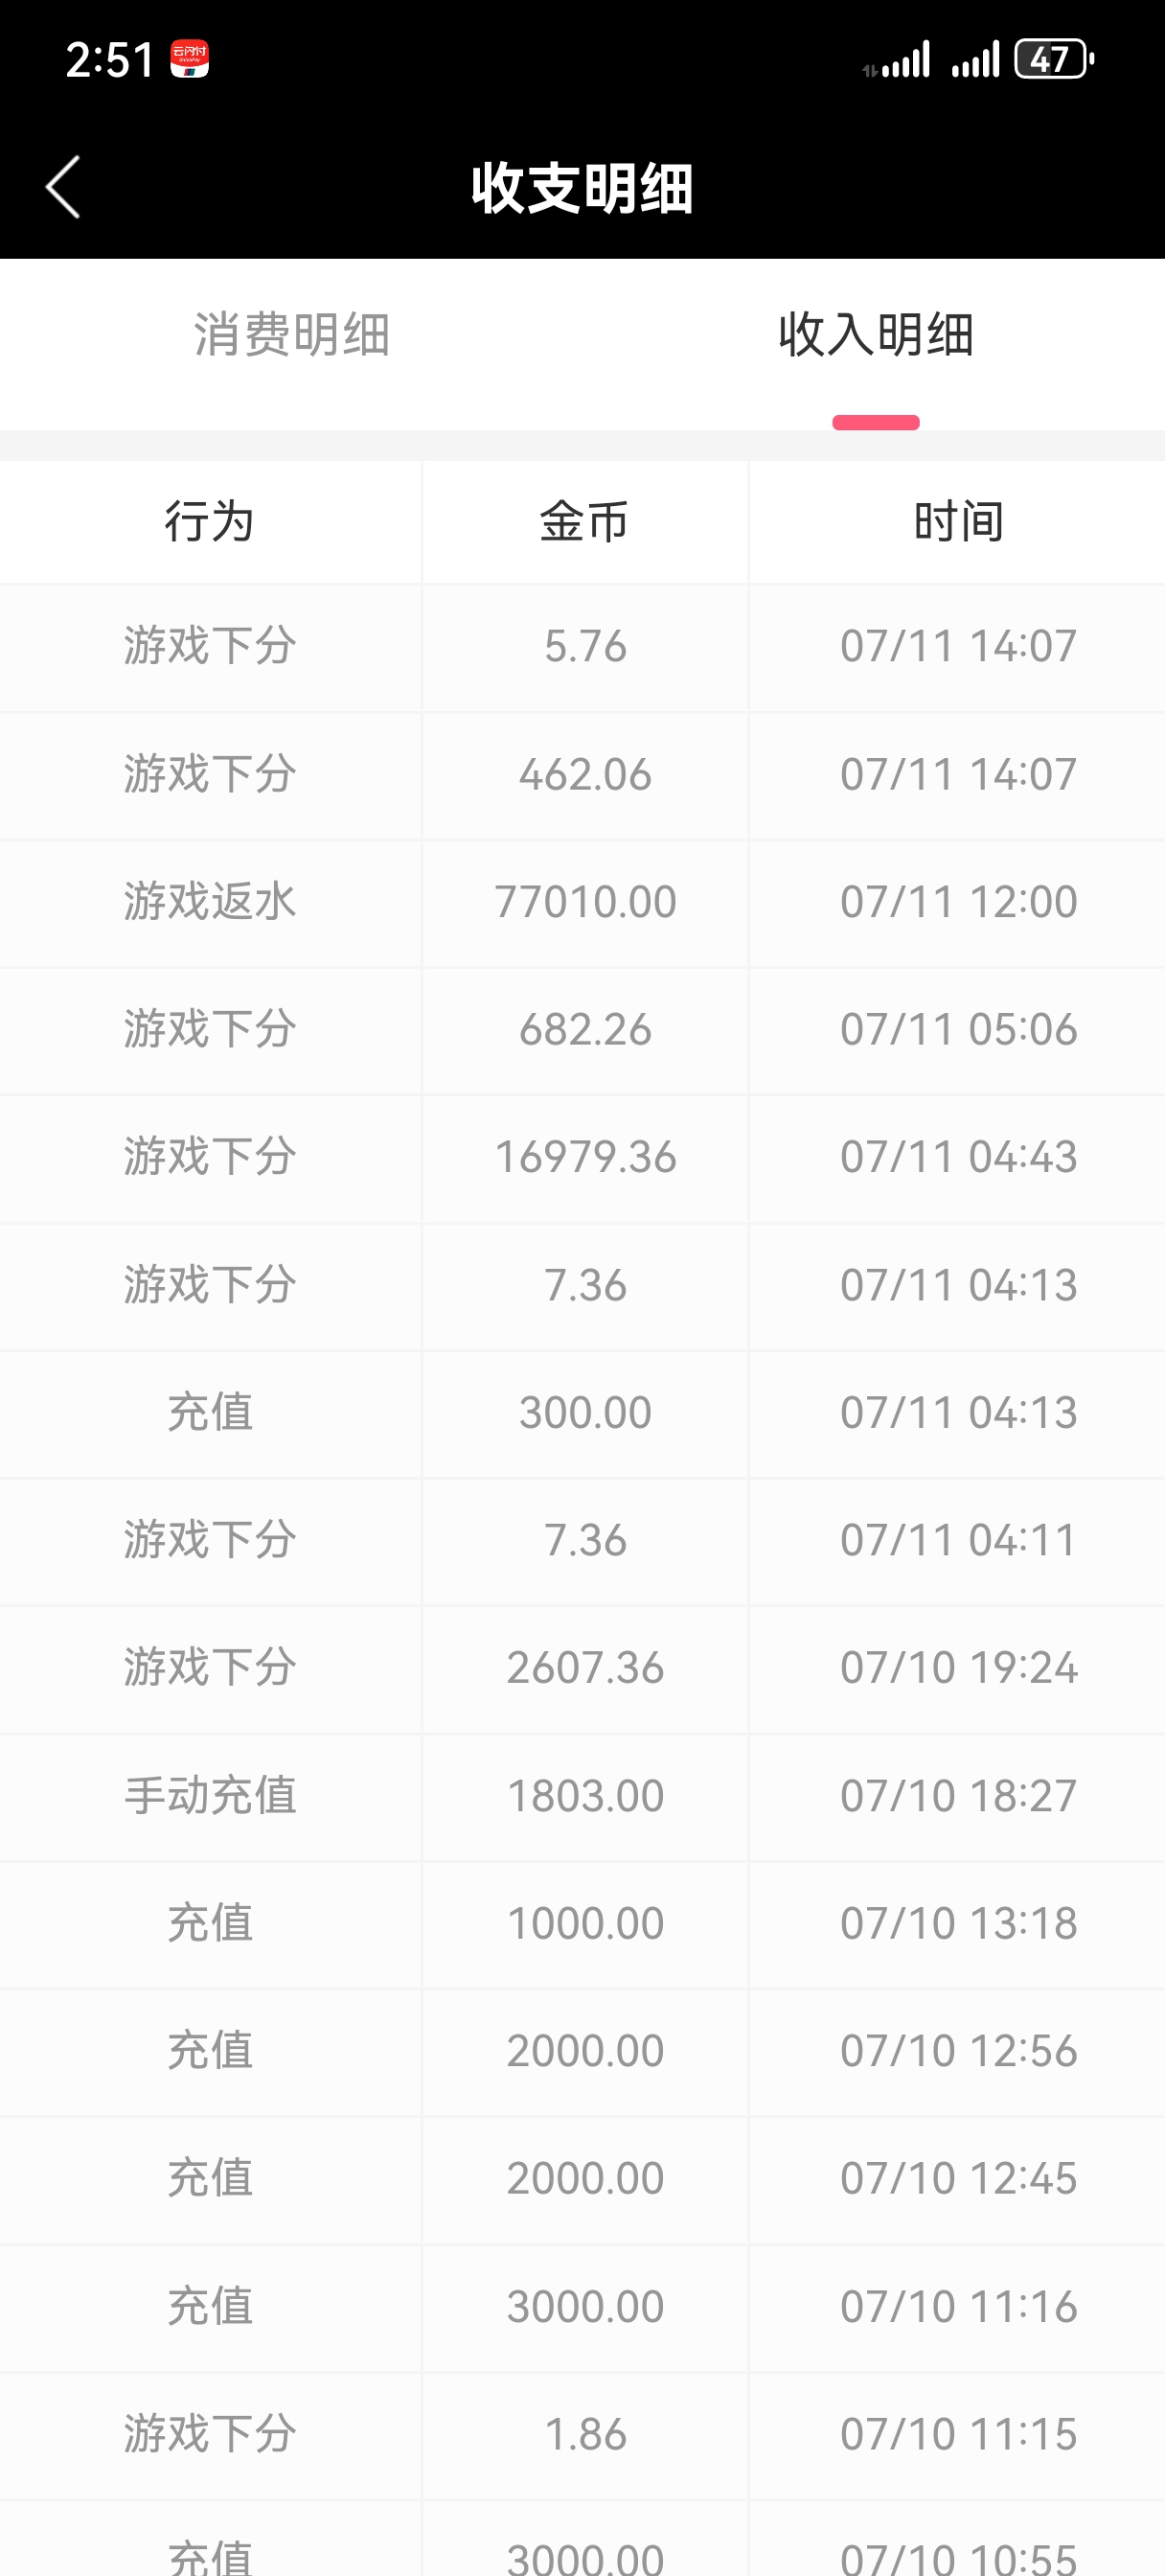 2:51 云闪付 47
收支明细
消费明细 收入明细
行为 金币 时间
游戏下分 5.76 07/11 14:07
游戏下分 462.06 07/11 14:07
游戏返水 77010.00 07/11 12:00
游戏下分 682.26 07/11 05:06
游戏下分 16979.36 07/11 04:43
游戏下分 7.36 07/11 04:13
充值 300.00 07/11 04:13
游戏下分 7.36 07/11 04:11
游戏下分 2607.36 07/10 19:24
手动充值 1803.00 07/10 18:27
充值 1000.00 07/10 13:18
充值 2000.00 07/10 12:56
充值 2000.00 07/10 12:45
充值 3000.00 07/10 11:16
游戏下分 1.86 07/10 11:15
充值 3000.00 07/10 10:55